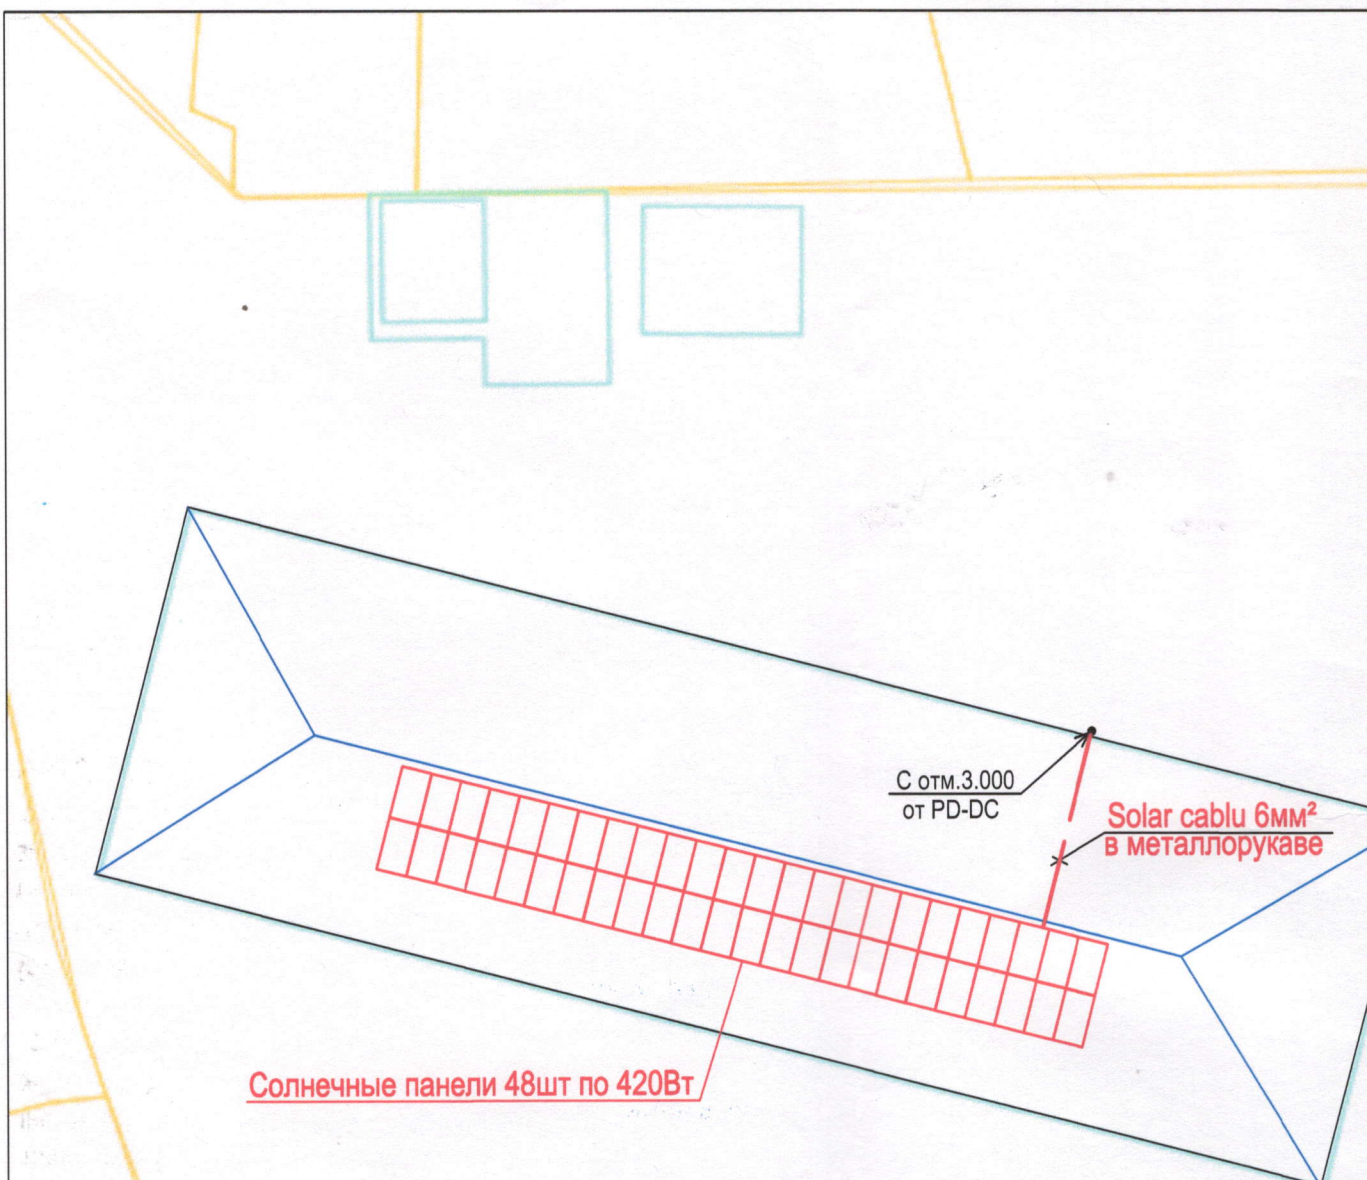 С отм.3.000
от PD-DC
Solar cablu 6мм²
в металлорукаве
Солнечные панели 48шт по 420Вт